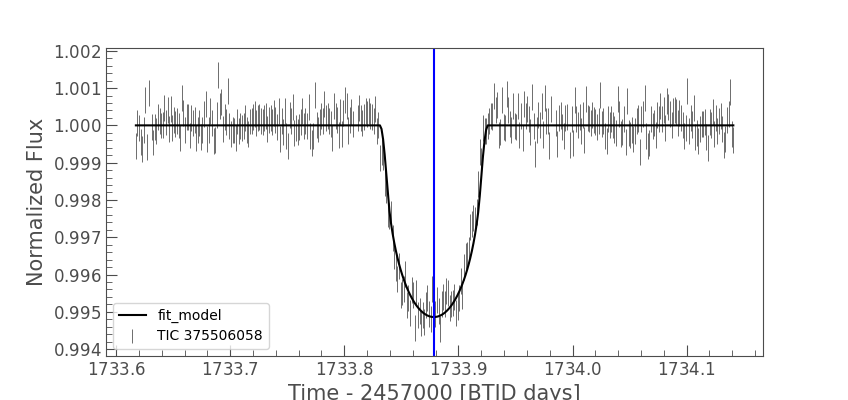 1.002
1.001
1.000
0.999
0.998
0.997
0.996
0.995
0.994
Normalized Flux
fit_model
TIC 375506058
1733.6 1733.7 1733.8 1733.9 1734.0 1734.1
Time - 2457000 [BTJD days]